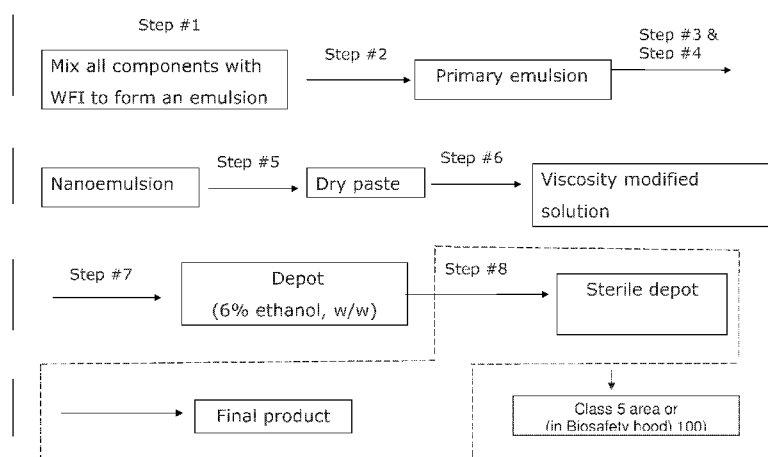 Step #1
Mix all components with
WFI to form an emulsion
Step #2
Primary emulsion
Step #3 &
Step #4
Nanoemulsion
Step #5
Dry paste
Step #6
Viscosity modified
solution
Step #7
Depot
(6% ethanol, w/w)
Step #8
Sterile depot
Final product
Class 5 area or
(in Biosafety hood) 100)